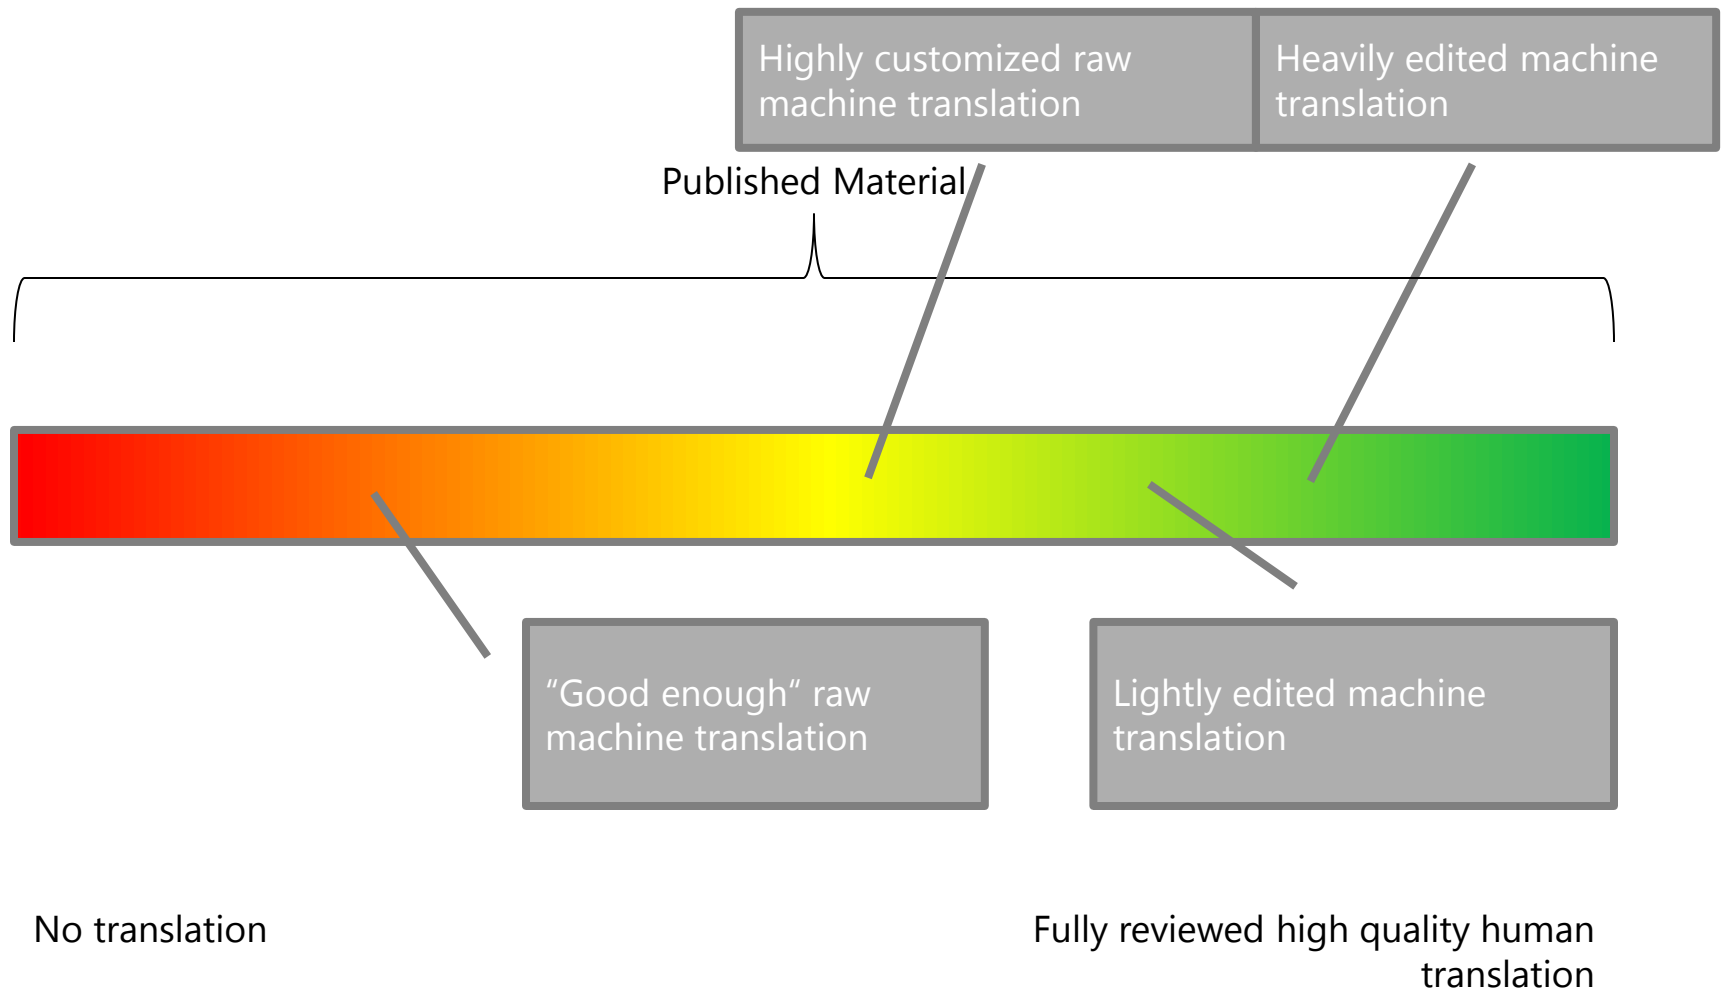 Highly customized raw
machine translation
Heavily edited machine
translation
Published Material
“Good enough“ raw
machine translation
Lightly edited machine
translation
No translation
Fully reviewed high quality human
translation